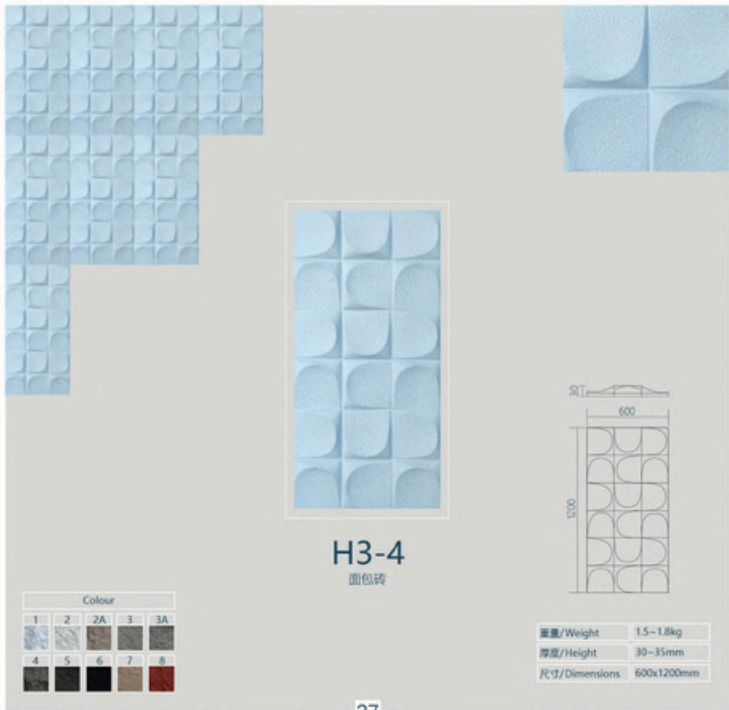 30
600
1200
H3-4
面包砖
Colour
1 2 2A 3 3A
4 5 6 7 8
重量/Weight 1.5~1.8kg
厚度/Height 30~35mm
尺寸/Dimensions 600x1200mm
27